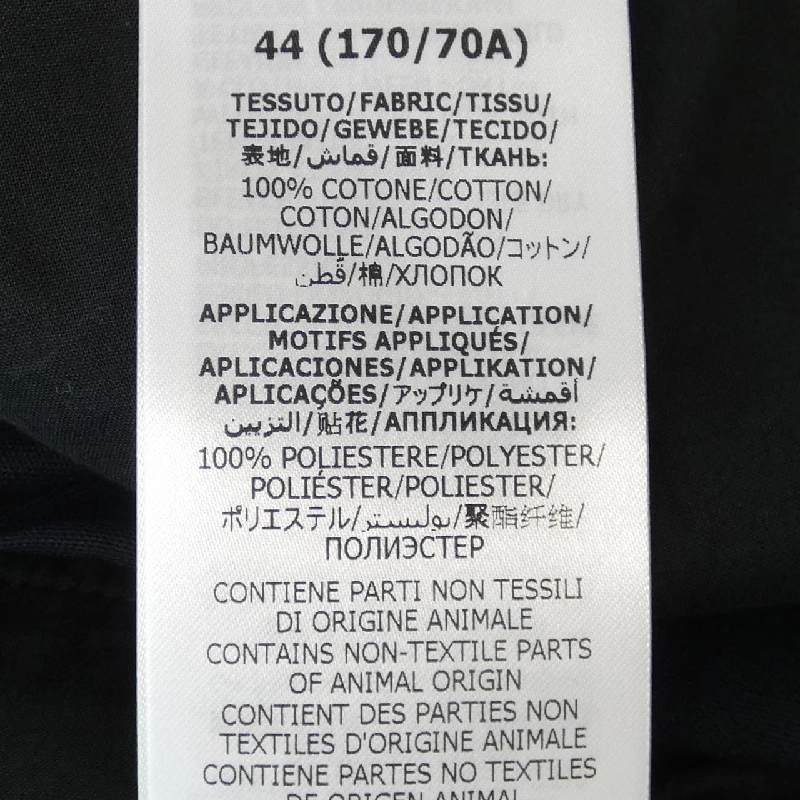 44 (170/70A)
TESSUTO/FABRIC/TISSU/
TEJIDO/GEWEBE/TECIDO/
表地/قماش/面料/ТКАНЬ:
100% COTONE/COTTON/
COTON/ALGODON/
BAUMWOLLE/ALGODÃO/コットン/
قطن/棉/ХЛОПОК
APPLICAZIONE/APPLICATION/
MOTIFS APPLIQUÉS/
APLICACIONES/APPLIKATION/
APLICAÇÕES/アップリケ/أقمشة
التزيين/贴花/АППЛИКАЦИЯ:
100% POLIESTERE/POLYESTER/
POLIÉSTER/POLIESTER/
ポリエステル/بوليستر/聚酯纤维/
ПОЛИЭСТЕР
CONTIENE PARTI NON TESSILI
DI ORIGINE ANIMALE
CONTAINS NON-TEXTILE PARTS
OF ANIMAL ORIGIN
CONTIENT DES PARTIES NON
TEXTILES D'ORIGINE ANIMALE
CONTIENE PARTES NO TEXTILES
DE ORIGEN ANIMAL